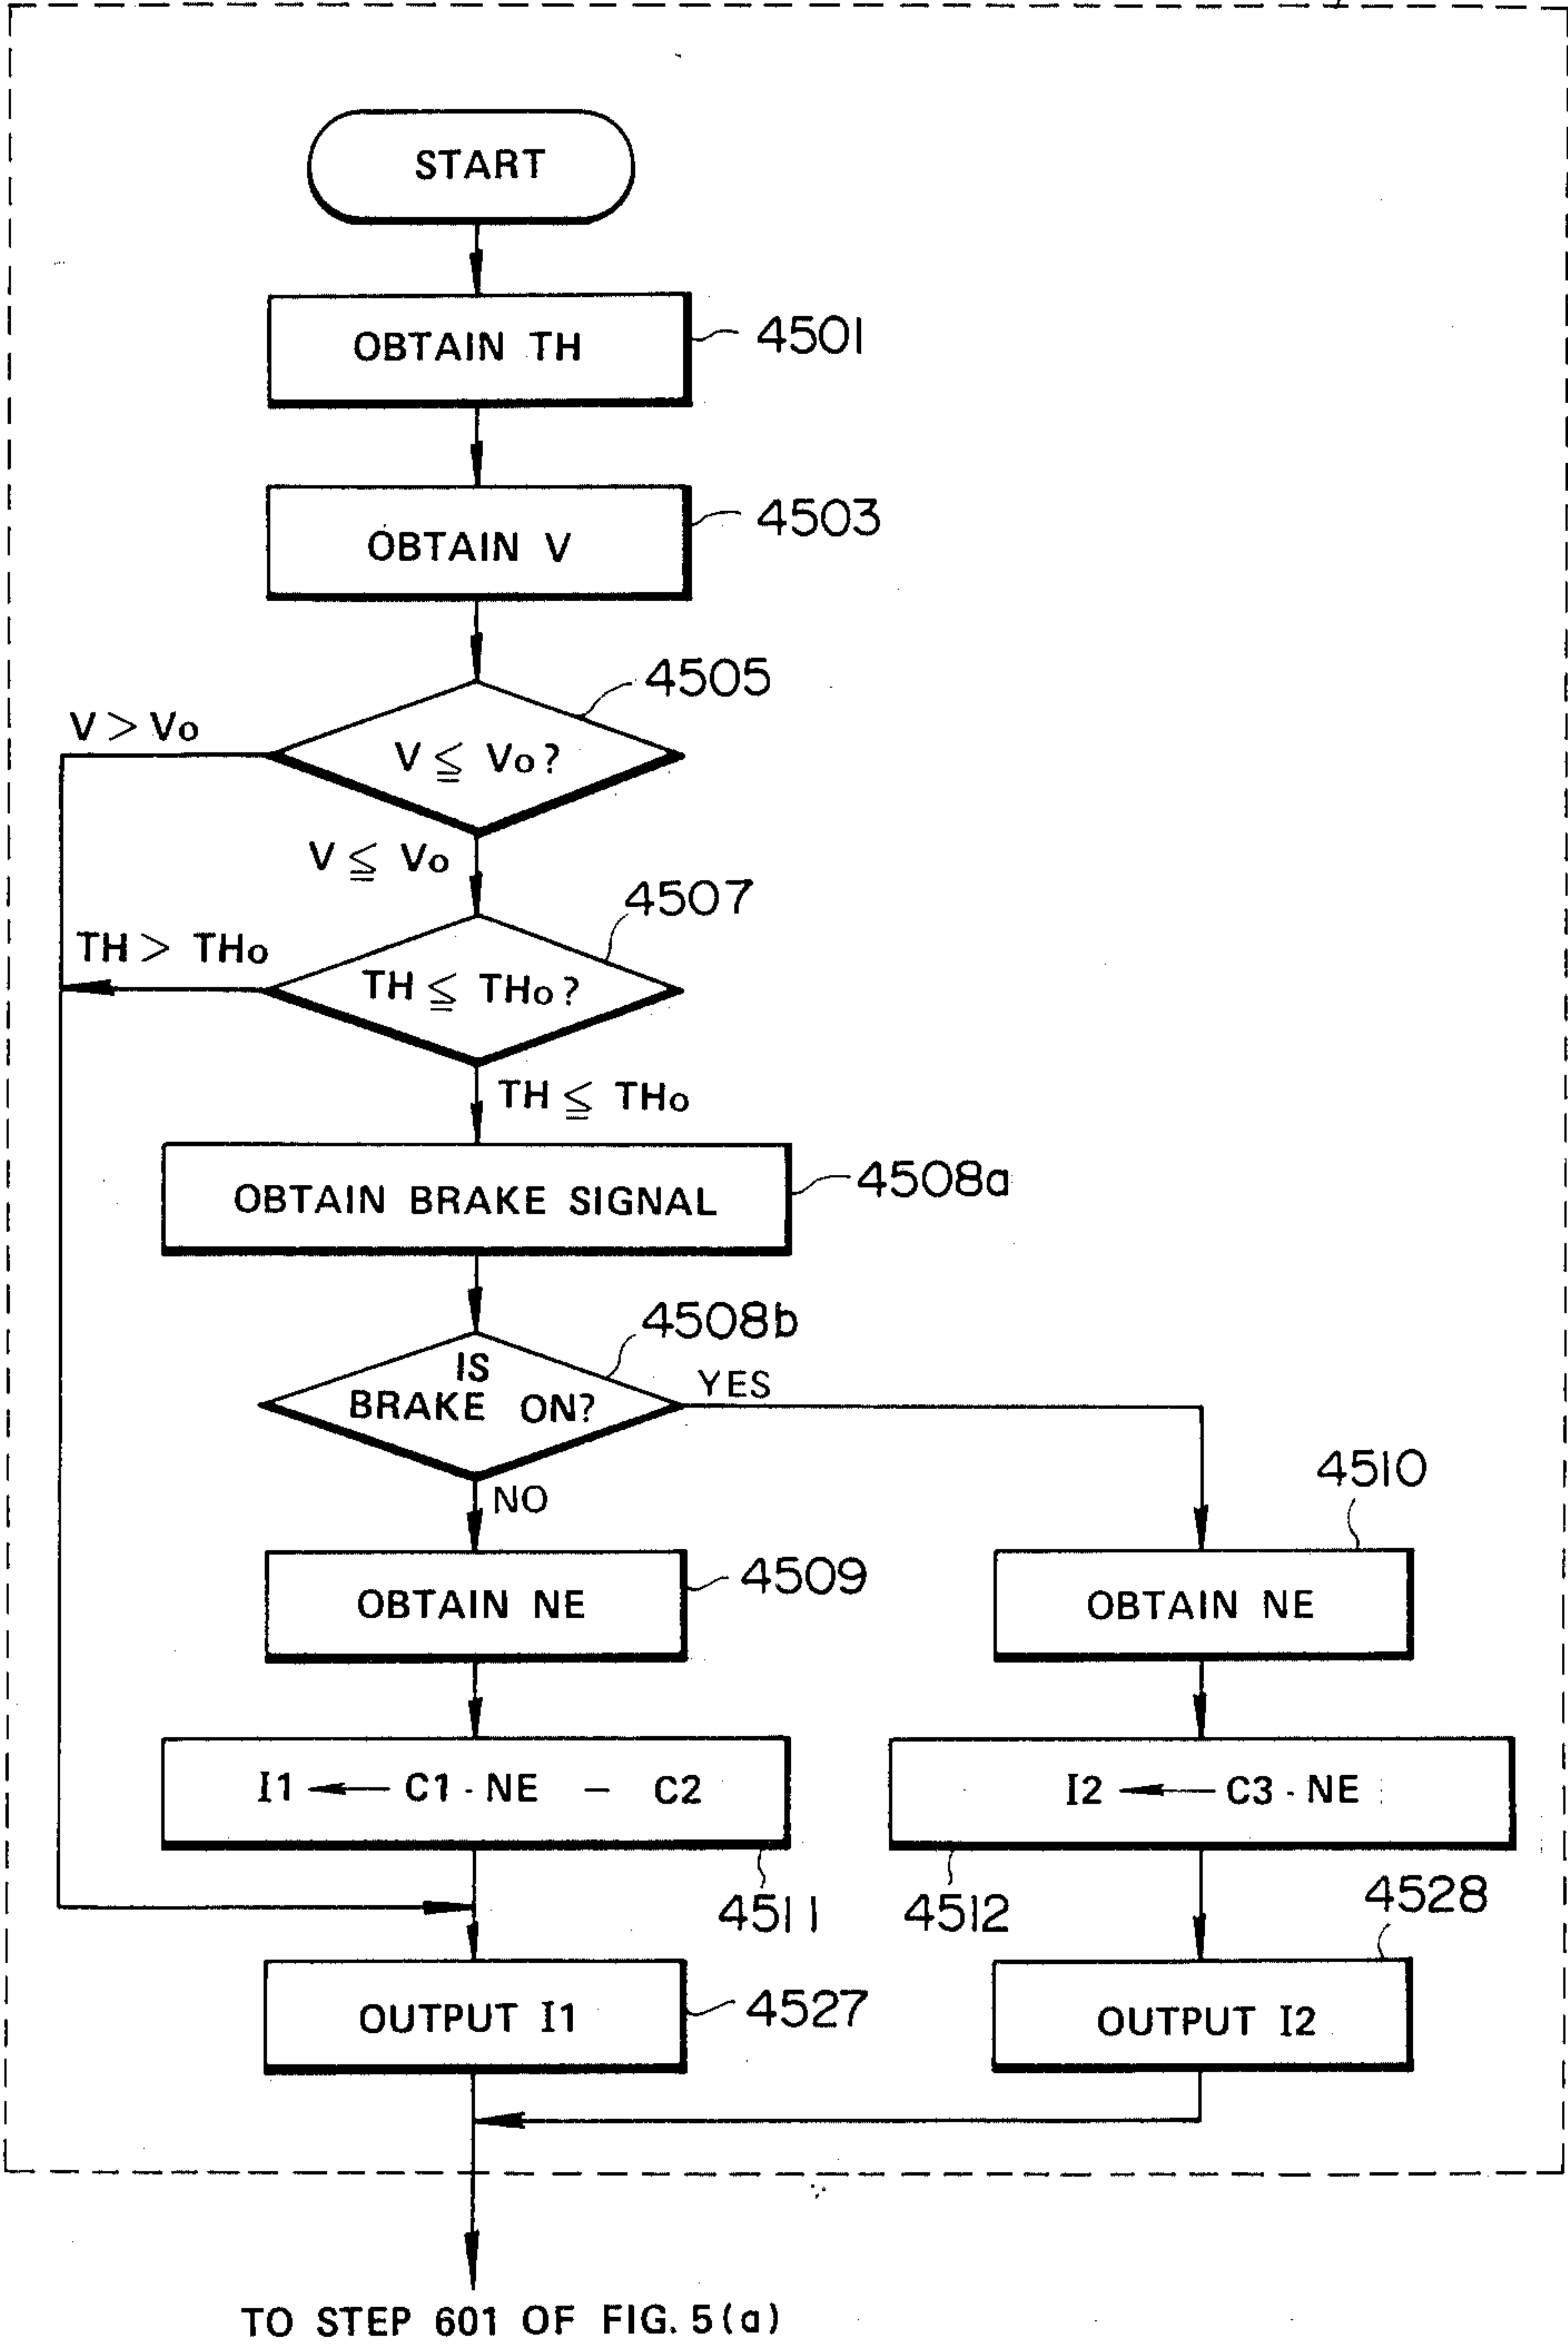 START
OBTAIN TH
4501
OBTAIN V
4503
4505
V > Vo
V ≦ Vo?
V ≦ Vo
4507
TH > THo
TH ≦ THo?
TH ≦ THo
OBTAIN BRAKE SIGNAL
4508a
4508b
IS
BRAKE ON?
YES
NO
4510
OBTAIN NE
4509
OBTAIN NE
I1 ← C1 · NE − C2
I2 ← C3 · NE
4511
4512
4528
OUTPUT I1
4527
OUTPUT I2
TO STEP 601 OF FIG. 5(a)